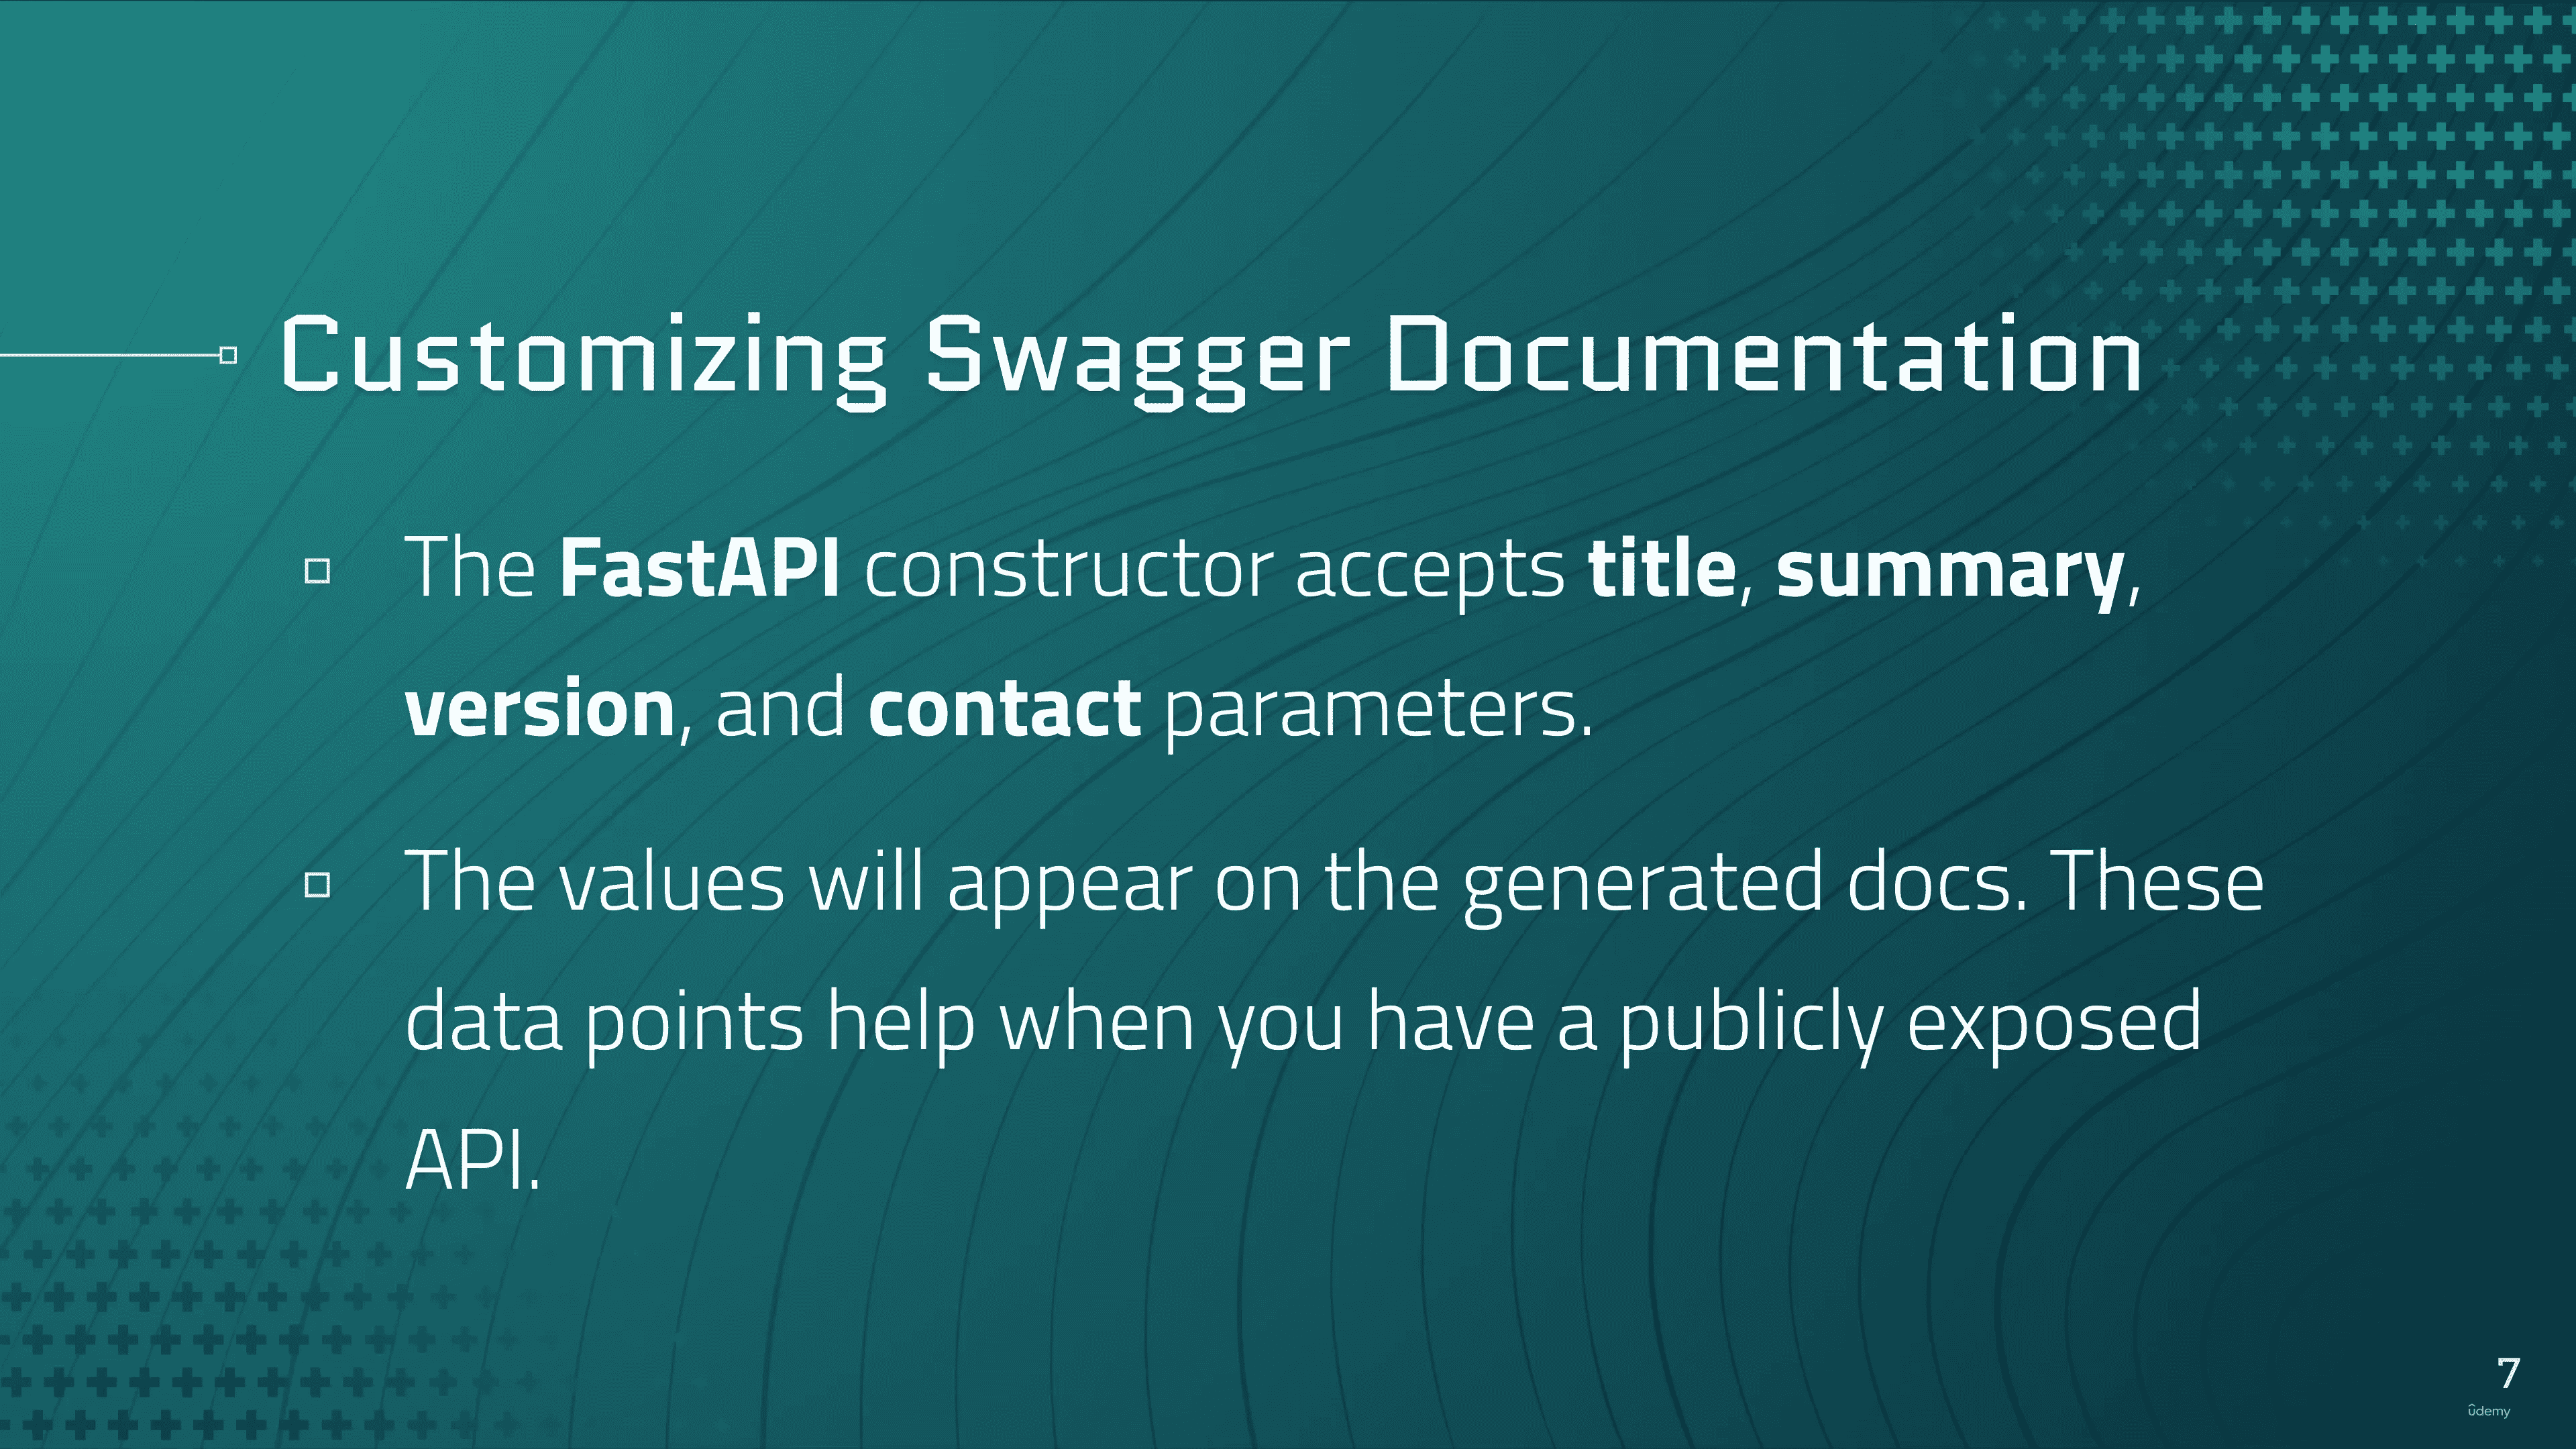 Customizing Swagger Documentation
The FastAPI constructor accepts title, summary,
version, and contact parameters.
The values will appear on the generated docs. These
data points help when you have a publicly exposed
API.
7
ûdemy